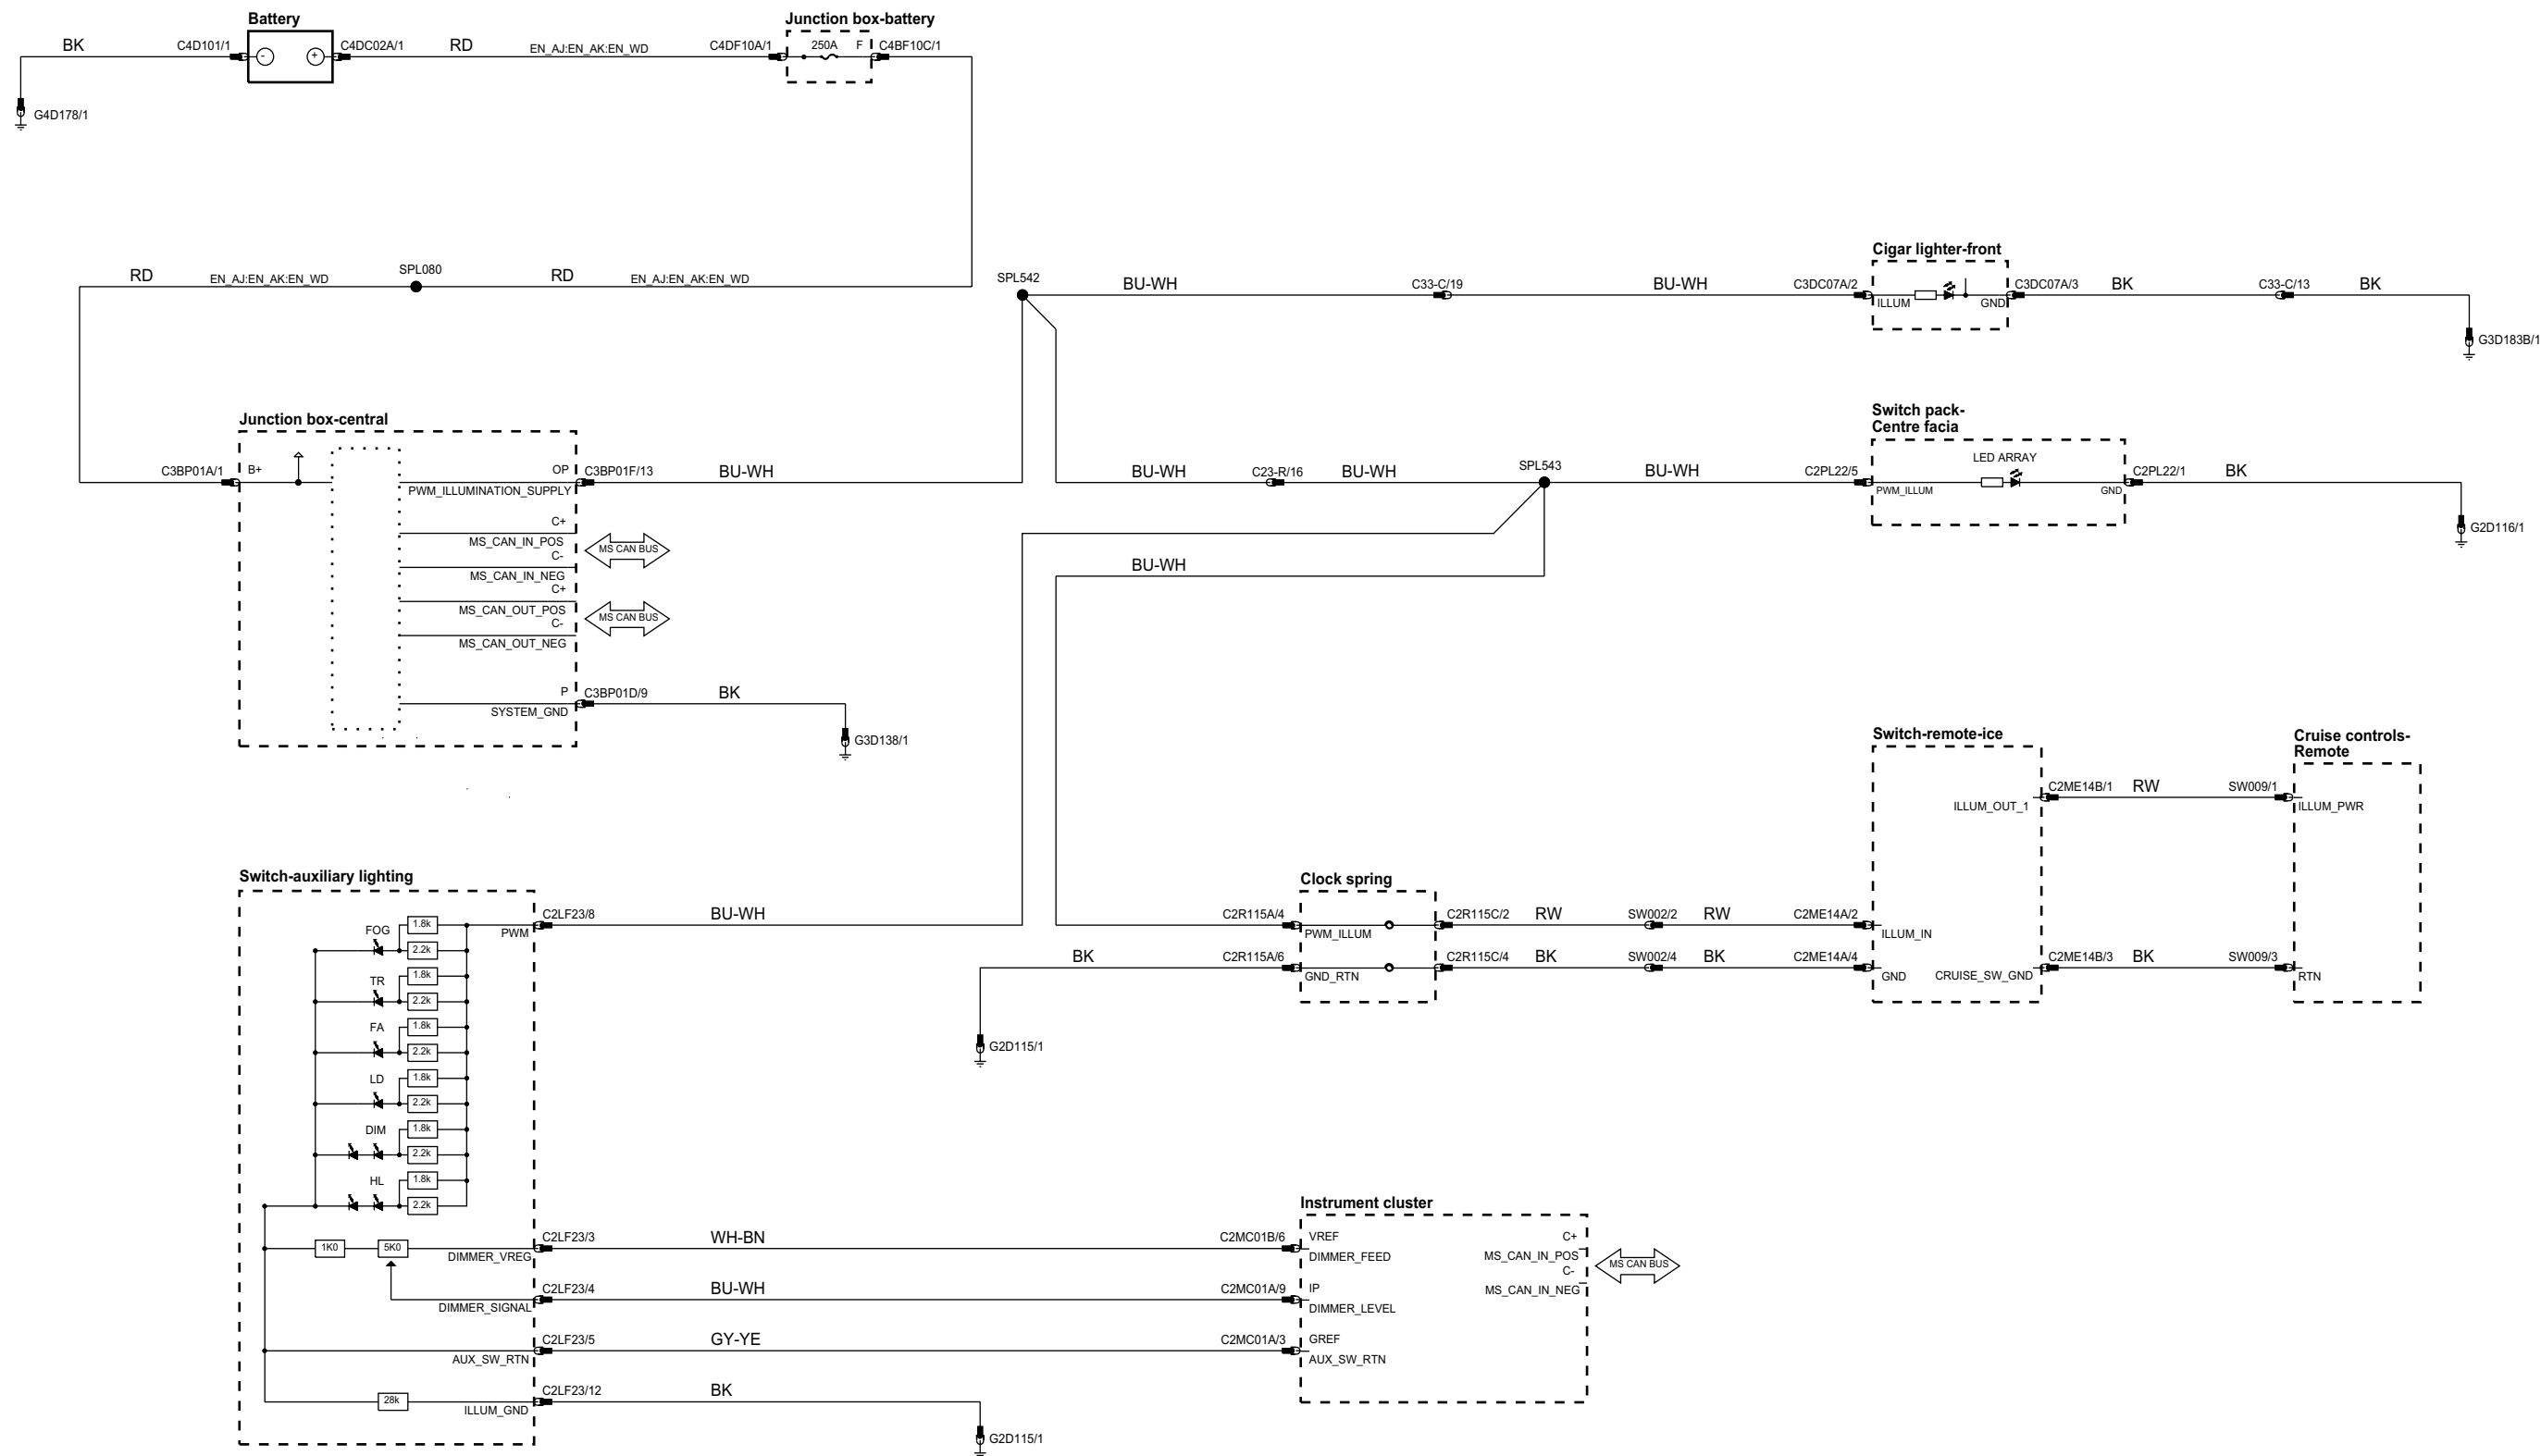 Battery
Junction box-battery
BK
C4D101/1
-
+
C4DC02A/1
RD
EN_AJ:EN_AK:EN_WD
C4DF10A/1
250A
F
C4BF10C/1
G4D178/1
RD
EN_AJ:EN_AK:EN_WD
SPL080
RD
EN_AJ:EN_AK:EN_WD
SPL542
BU-WH
C33-C/19
BU-WH
C3DC07A/2
Cigar lighter-front
ILLUM
GND
C3DC07A/3
BK
C33-C/13
BK
G3D183B/1
Junction box-central
C3BP01A/1
B+
OP
PWM_ILLUMINATION_SUPPLY
C3BP01F/13
BU-WH
BU-WH
C23-R/16
BU-WH
SPL543
BU-WH
C2PL22/5
Switch pack-
Centre facia
LED ARRAY
PWM_ILLUM
GND
C2PL22/1
BK
G2D116/1
C+
MS_CAN_IN_POS
C-
MS_CAN_IN_NEG
MS CAN BUS
C+
MS_CAN_OUT_POS
C-
MS_CAN_OUT_NEG
MS CAN BUS
BU-WH
P
SYSTEM_GND
C3BP01D/9
BK
G3D138/1
Switch-remote-ice
Cruise controls-
Remote
ILLUM_OUT_1
C2ME14B/1
RW
SW009/1
ILLUM_PWR
Switch-auxiliary lighting
FOG
1.8k
2.2k
TR
1.8k
2.2k
FA
1.8k
2.2k
LD
1.8k
2.2k
DIM
1.8k
2.2k
HL
1.8k
2.2k
PWM
C2LF23/8
BU-WH
Clock spring
C2R115A/4
PWM_ILLUM
C2R115C/2
RW
SW002/2
RW
C2ME14A/2
ILLUM_IN
BK
C2R115A/6
GND_RTN
C2R115C/4
BK
SW002/4
BK
C2ME14A/4
GND
CRUISE_SW_GND
C2ME14B/3
BK
SW009/3
RTN
G2D115/1
1K0
5K0
DIMMER_VREG
C2LF23/3
WH-BN
C2MC01B/6
Instrument cluster
VREF
DIMMER_FEED
C+
MS_CAN_IN_POS
C-
MS_CAN_IN_NEG
MS CAN BUS
DIMMER_SIGNAL
C2LF23/4
BU-WH
C2MC01A/9
IP
DIMMER_LEVEL
AUX_SW_RTN
C2LF23/5
GY-YE
C2MC01A/3
GREF
AUX_SW_RTN
28k
ILLUM_GND
C2LF23/12
BK
G2D115/1